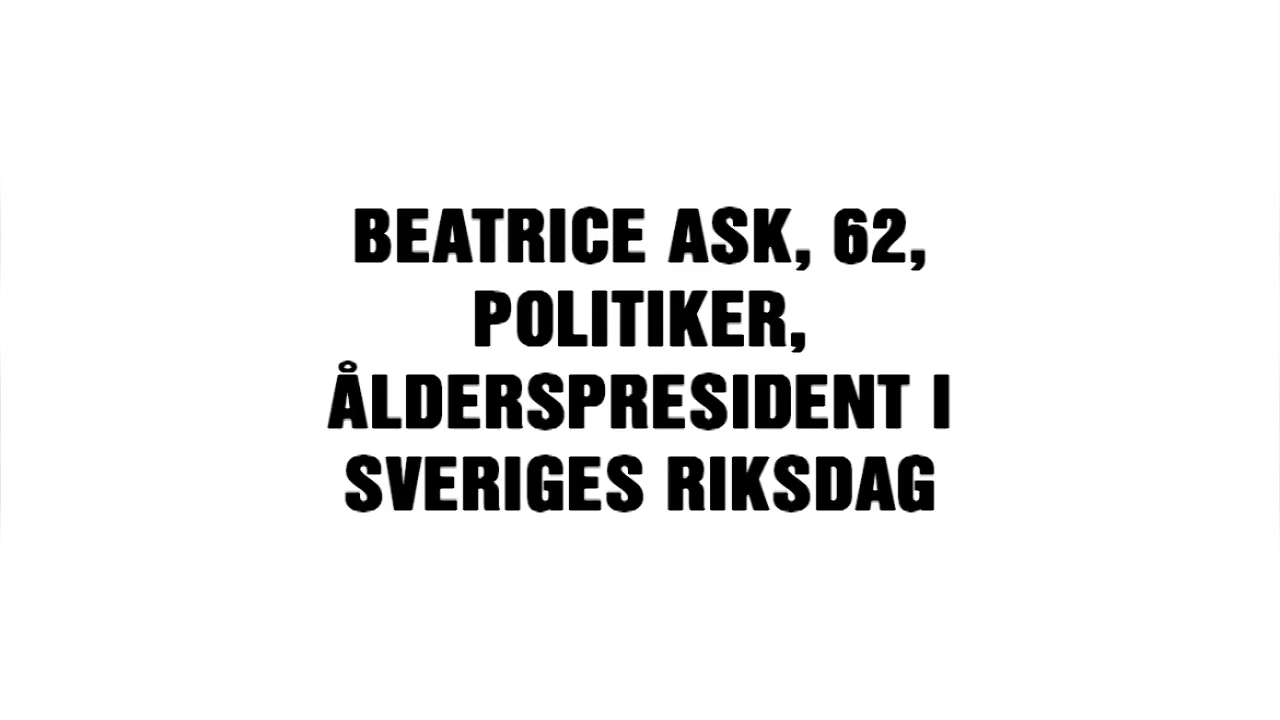 BEATRICE ASK, 62,
POLITIKER,
ÅLDERSPRESIDENT I
SVERIGES RIKSDAG